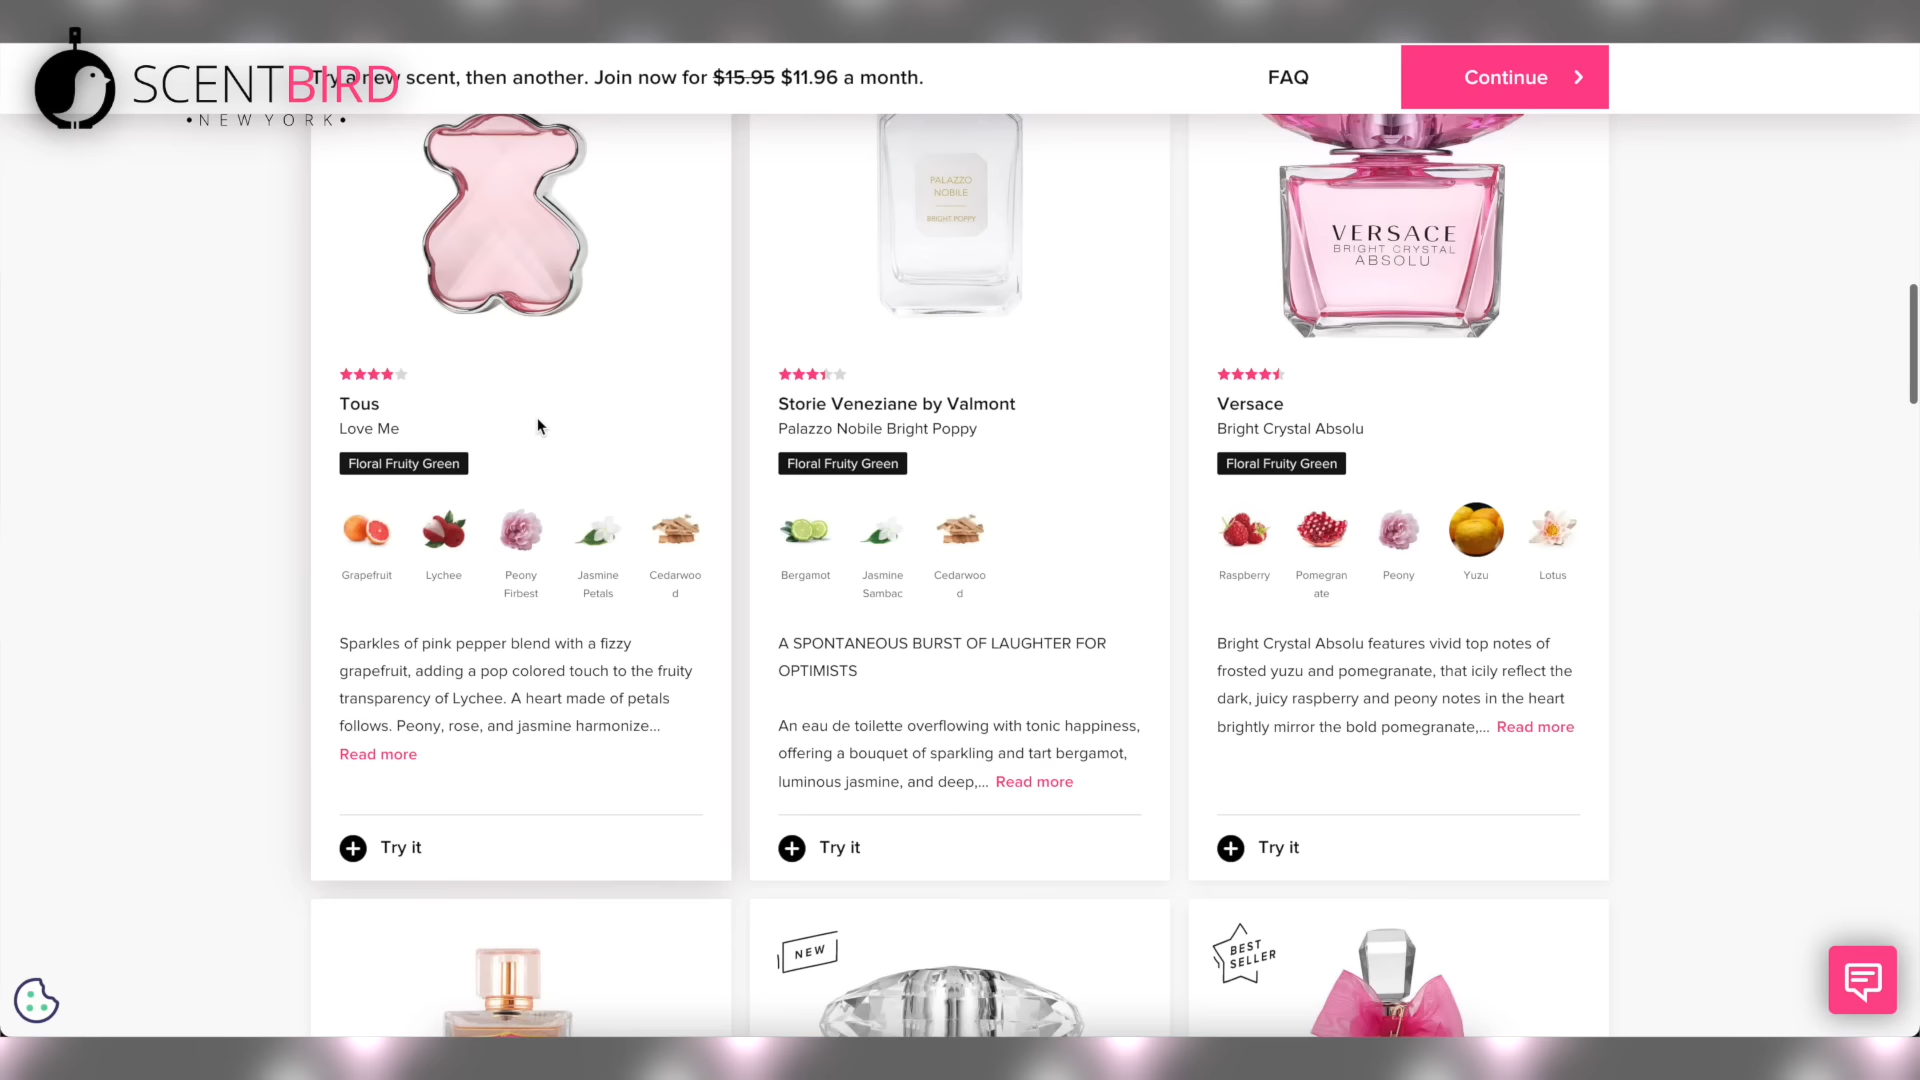 SCENTBIRD
•NEW YORK•
Try a new scent, then another. Join now for $15.95 $11.96 a month.
FAQ
Continue
PALAZZO
NOBILE
BRIGHT POPPY
VERSACE
BRIGHT CRYSTAL
ABSOLU
Tous
Love Me
Floral Fruity Green
Grapefruit
Lychee
Peony
Firbest
Jasmine
Petals
Cedarwoo
d
Sparkles of pink pepper blend with a fizzy
grapefruit, adding a pop colored touch to the fruity
transparency of Lychee. A heart made of petals
follows. Peony, rose, and jasmine harmonize...
Read more
Try it
Storie Veneziane by Valmont
Palazzo Nobile Bright Poppy
Floral Fruity Green
Bergamot
Jasmine
Sambac
Cedarwoo
d
A SPONTANEOUS BURST OF LAUGHTER FOR
OPTIMISTS
An eau de toilette overflowing with tonic happiness,
offering a bouquet of sparkling and tart bergamot,
luminous jasmine, and deep,... Read more
Try it
Versace
Bright Crystal Absolu
Floral Fruity Green
Raspberry
Pomegran
ate
Peony
Yuzu
Lotus
Bright Crystal Absolu features vivid top notes of
frosted yuzu and pomegranate, that icily reflect the
dark, juicy raspberry and peony notes in the heart
brightly mirror the bold pomegranate,... Read more
Try it
NEW
BEST
SELLER